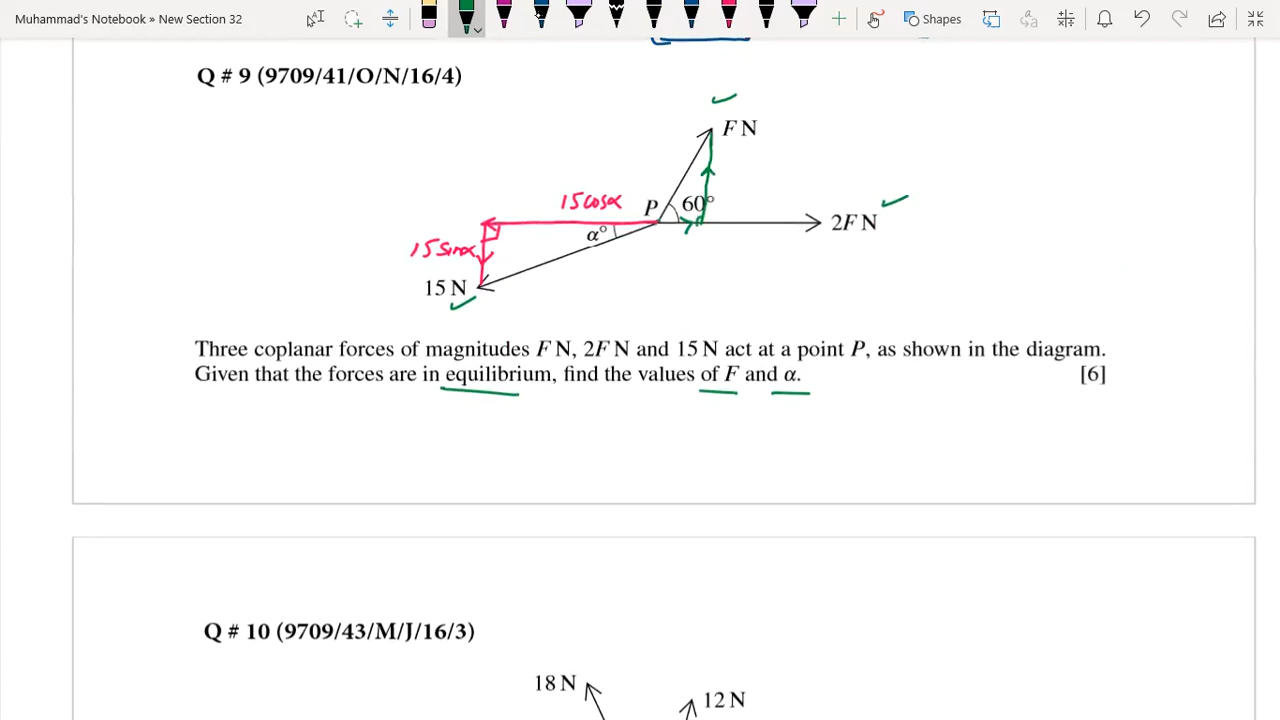 Muhammad's Notebook » New Section 32
Shapes
Q # 9 (9709/41/O/N/16/4)
F N
15cosα
P
60°
2F N
α°
15sinα
15 N
Three coplanar forces of magnitudes F N, 2F N and 15 N act at a point P, as shown in the diagram.
Given that the forces are in equilibrium, find the values of F and α. [6]
Q # 10 (9709/43/M/J/16/3)
18 N
12 N